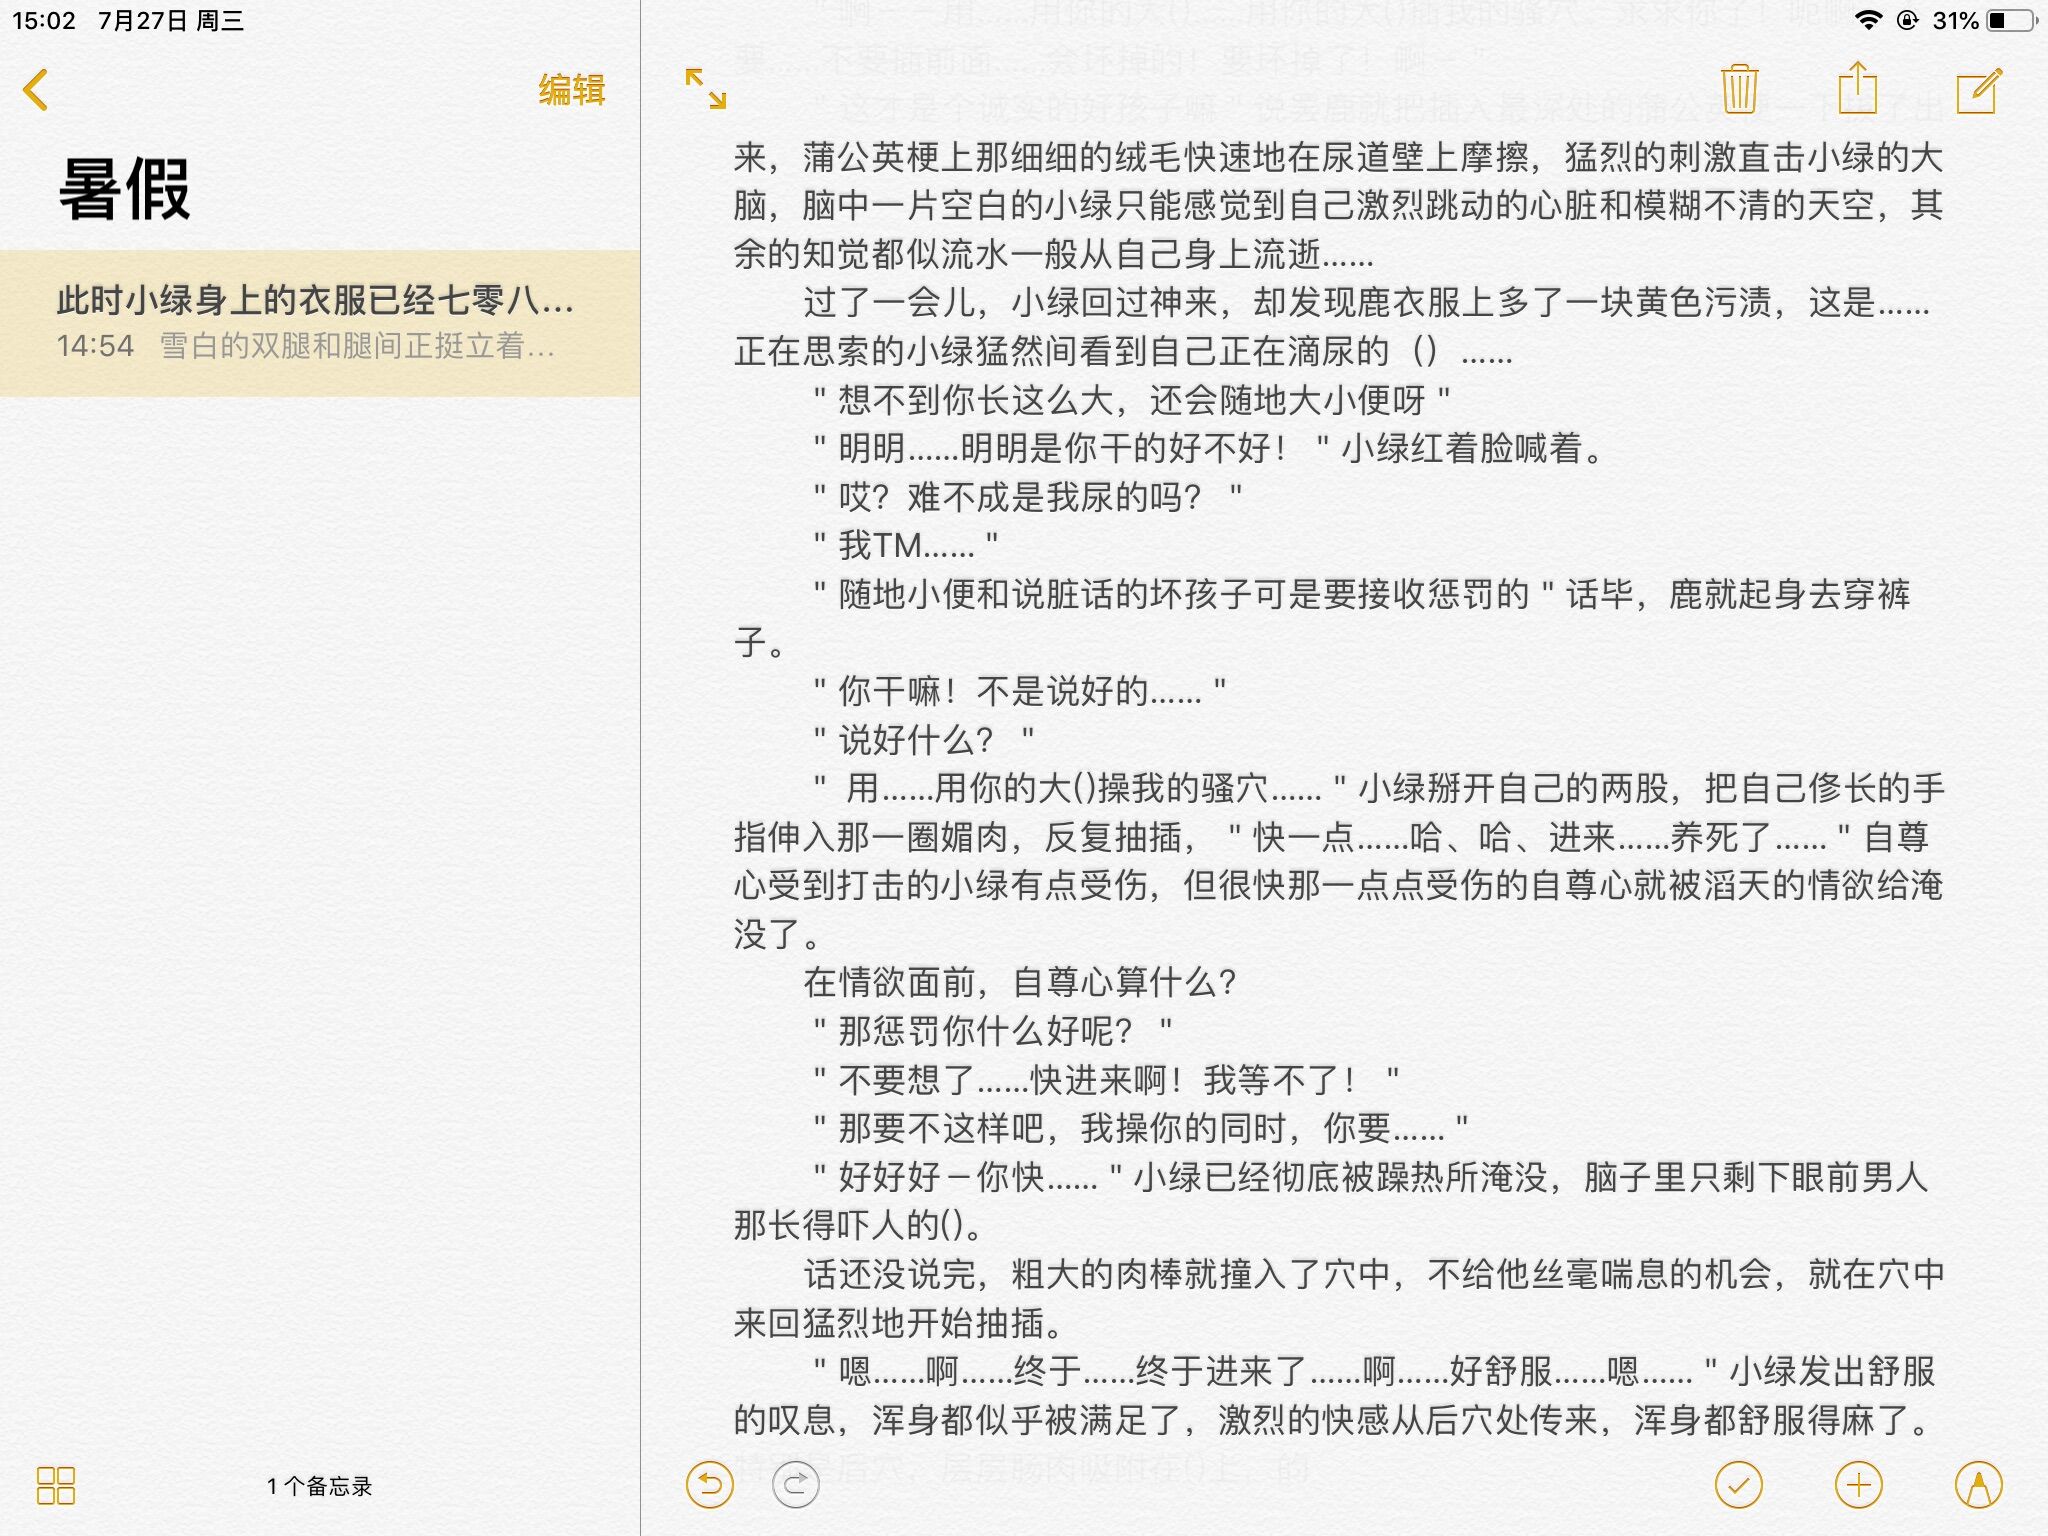 15:02 7月27日 周三
31%
编辑
暑假
此时小绿身上的衣服已经七零八...
14:54 雪白的双腿和腿间正挺立着...
1个备忘录
来，蒲公英梗上那细细的绒毛快速地在尿道壁上摩擦，猛烈的刺激直击小绿的大
脑，脑中一片空白的小绿只能感觉到自己激烈跳动的心脏和模糊不清的天空，其
余的知觉都似流水一般从自己身上流逝……
过了一会儿，小绿回过神来，却发现鹿衣服上多了一块黄色污渍，这是……
正在思索的小绿猛然间看到自己正在滴尿的（）……
" 想不到你长这么大，还会随地大小便呀 "
" 明明……明明是你干的好不好！ " 小绿红着脸喊着。
" 哎？难不成是我尿的吗？ "
" 我TM…… "
" 随地小便和说脏话的坏孩子可是要接收惩罚的 " 话毕，鹿就起身去穿裤
子。
" 你干嘛！不是说好的…… "
" 说好什么？ "
" 用……用你的大()操我的骚穴…… " 小绿掰开自己的两股，把自己修长的手
指伸入那一圈媚肉，反复抽插， " 快一点……哈、哈、进来……养死了…… " 自尊
心受到打击的小绿有点受伤，但很快那一点点受伤的自尊心就被滔天的情欲给淹
没了。
在情欲面前，自尊心算什么？
" 那惩罚你什么好呢？ "
" 不要想了……快进来啊！我等不了！ "
" 那要不这样吧，我操你的同时，你要…… "
" 好好好－你快…… " 小绿已经彻底被躁热所淹没，脑子里只剩下眼前男人
那长得吓人的()。
话还没说完，粗大的肉棒就撞入了穴中，不给他丝毫喘息的机会，就在穴中
来回猛烈地开始抽插。
" 嗯……啊……终于……终于进来了……啊……好舒服……嗯…… " 小绿发出舒服
的叹息，浑身都似乎被满足了，激烈的快感从后穴处传来，浑身都舒服得麻了。